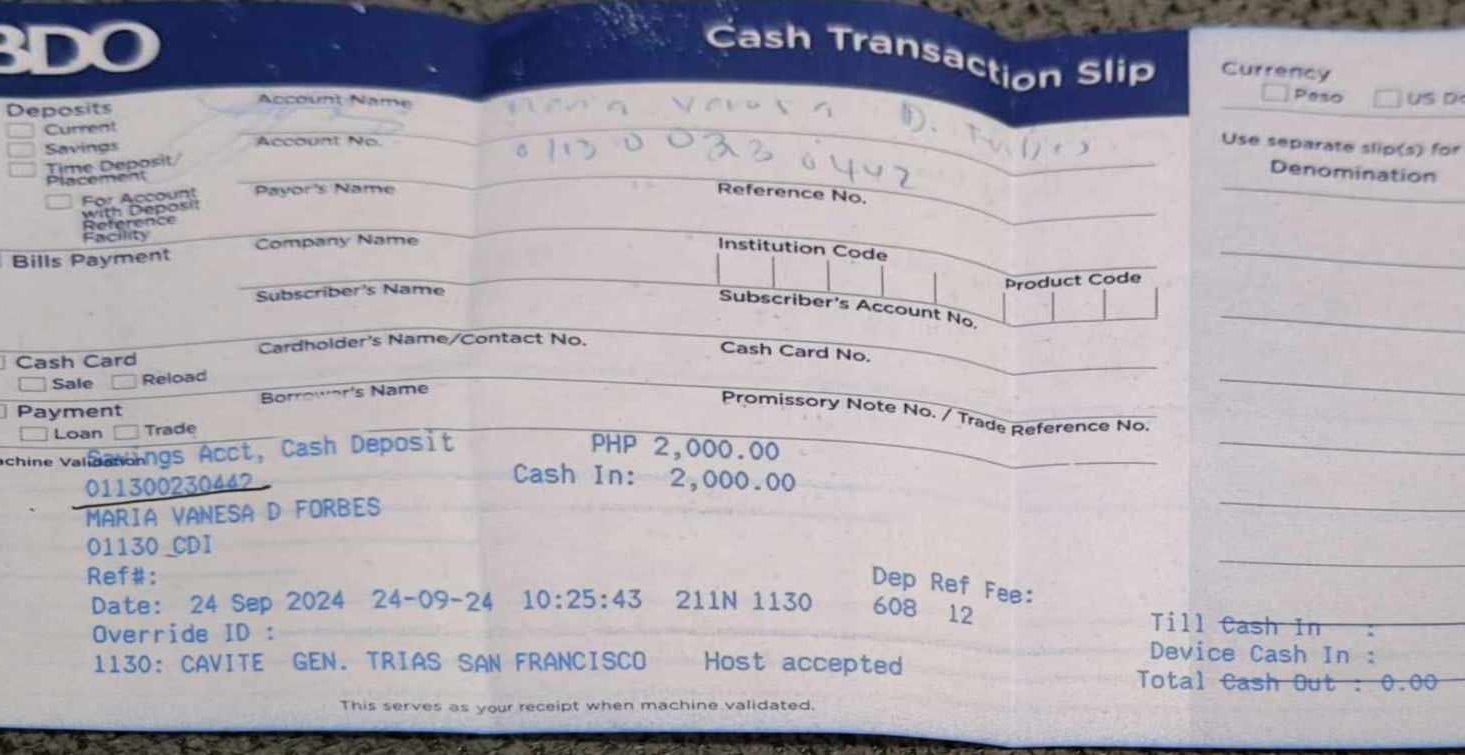 BDO
Cash Transaction Slip
Deposits
Current
Savings
Time Deposit/
Placement
For Account
with Deposit
Reference
Facility
Bills Payment
Cash Card
Sale Reload
Payment
Loan Trade
Account Name D.
Account No.
Payor's Name Reference No.
Company Name Institution Code Product Code
Subscriber's Name Subscriber's Account No.
Cardholder's Name/Contact No. Cash Card No.
Borrower's Name Promissory Note No. / Trade Reference No.
Machine Validation
Savings Acct, Cash Deposit PHP 2,000.00
011300230442 Cash In: 2,000.00
MARIA VANESA D FORBES
01130 CDI
Ref#: Dep Ref Fee:
Date: 24 Sep 2024 24-09-24 10:25:43 211N 1130 608 12
Override ID :
1130: CAVITE GEN. TRIAS SAN FRANCISCO Host accepted
This serves as your receipt when machine validated.
Currency
Peso US Do
Use separate slip(s) for
Denomination
Till Cash In :
Device Cash In :
Total Cash Out : 0.00